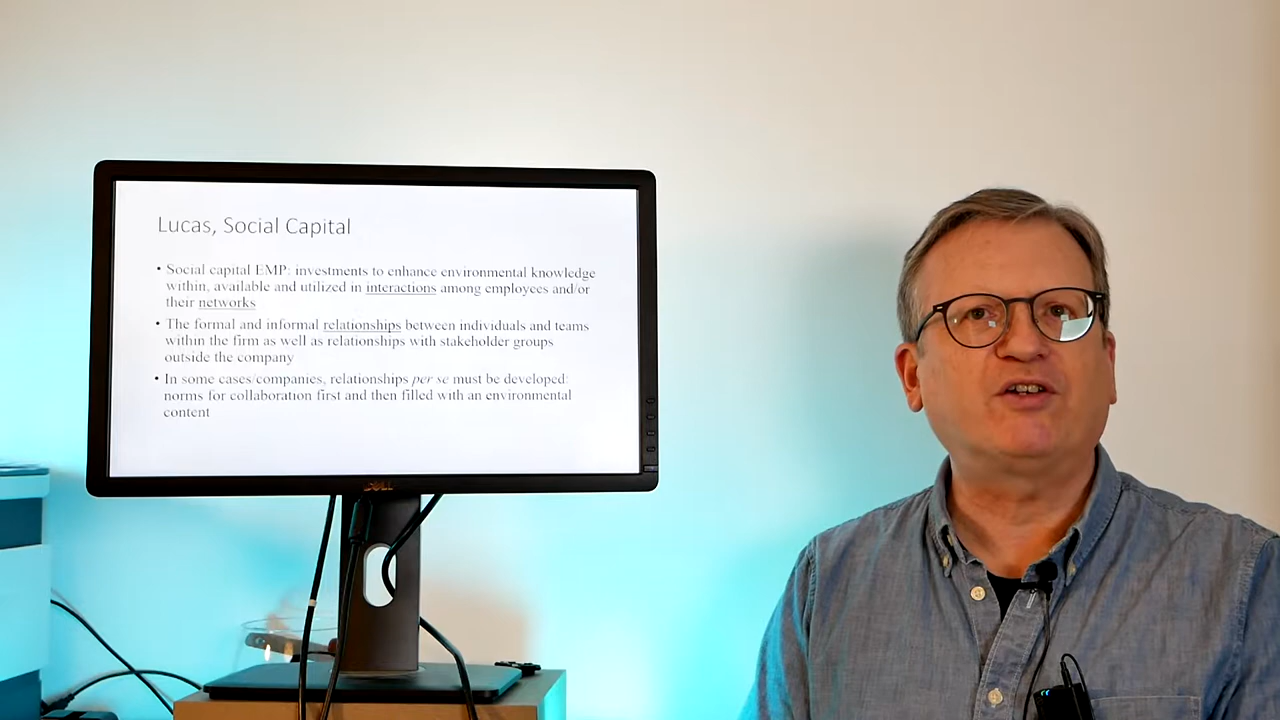 Lucas, Social Capital
• Social capital EMP: investments to enhance environmental knowledge
within, available and utilized in interactions among employees and/or
their networks
• The formal and informal relationships between individuals and teams
within the firm as well as relationships with stakeholder groups
outside the company
• In some cases/companies, relationships per se must be developed:
norms for collaboration first and then filled with an environmental
content
DELL